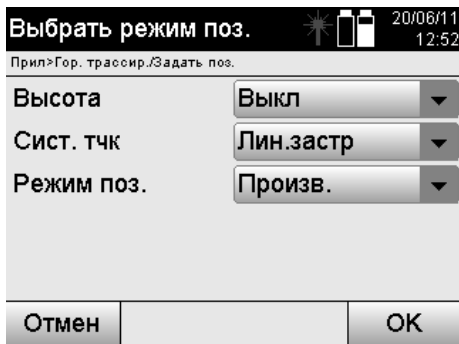 Выбрать режим поз.
20/06/11
12:52
Прил>Гор. трассир./Задать поз.
Высота Выкл
Сист. тчк Лин.застр
Режим поз. Произв.
Отмен OK